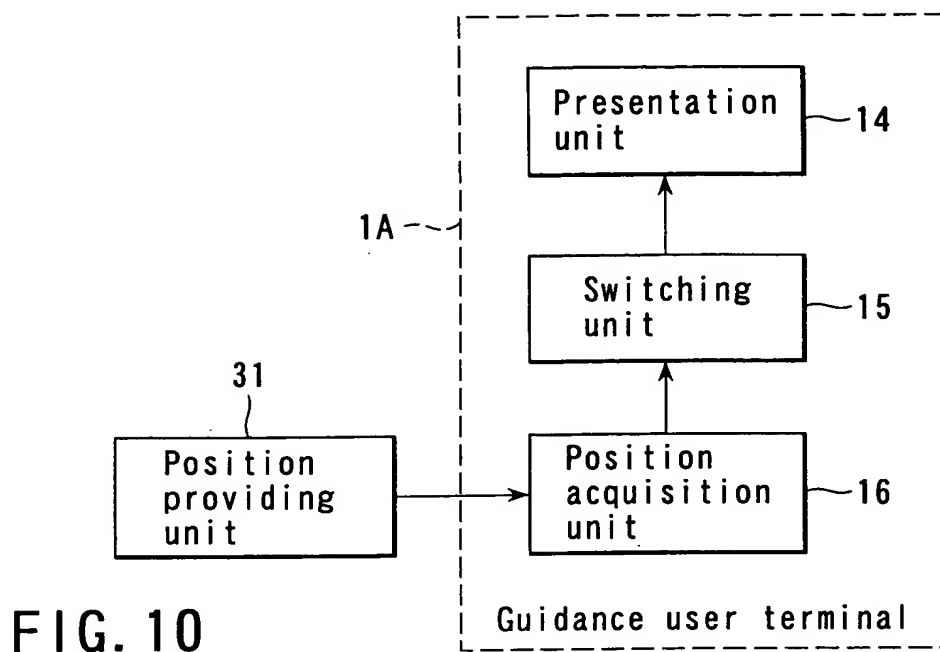 Presentation
unit
14
1A
Switching
unit
15
31
Position
providing
unit
Position
acquisition
unit
16
Guidance user terminal
FIG. 10